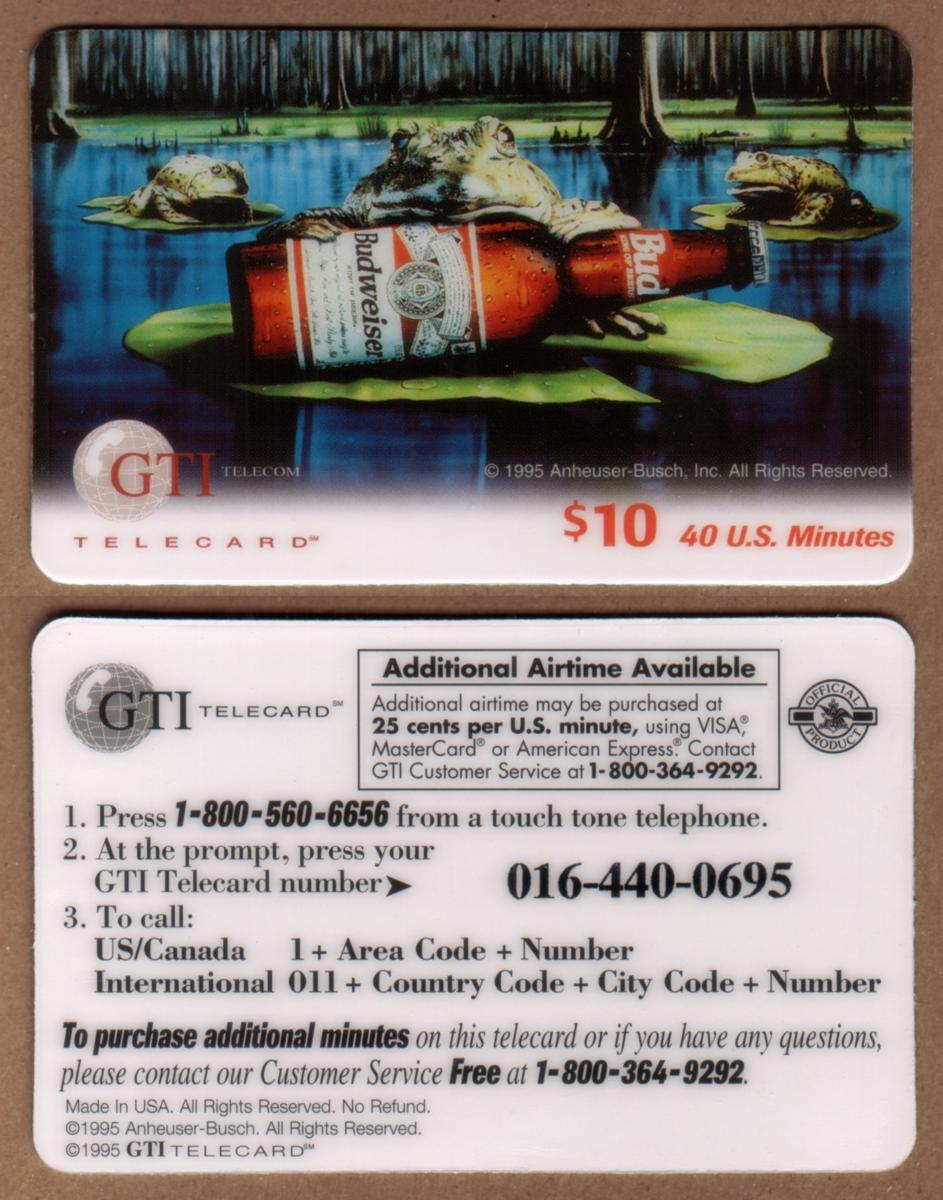 Budweiser
KING OF BEERS
Bud
KING OF BEERS
GTI TELECOM
© 1995 Anheuser-Busch, Inc. All Rights Reserved.
TELECARD℠
$10 40 U.S. Minutes
GTI TELECARD℠
Additional Airtime Available
Additional airtime may be purchased at
25 cents per U.S. minute, using VISA®,
MasterCard® or American Express®. Contact
GTI Customer Service at 1-800-364-9292.
OFFICIAL
PRODUCT
1. Press 1-800-560-6656 from a touch tone telephone.
2. At the prompt, press your
GTI Telecard number➤ 016-440-0695
3. To call:
US/Canada 1+ Area Code + Number
International 011+ Country Code + City Code + Number
To purchase additional minutes on this telecard or if you have any questions,
please contact our Customer Service Free at 1-800-364-9292.
Made In USA. All Rights Reserved. No Refund.
©1995 Anheuser-Busch. All Rights Reserved.
©1995 GTI TELECARD℠